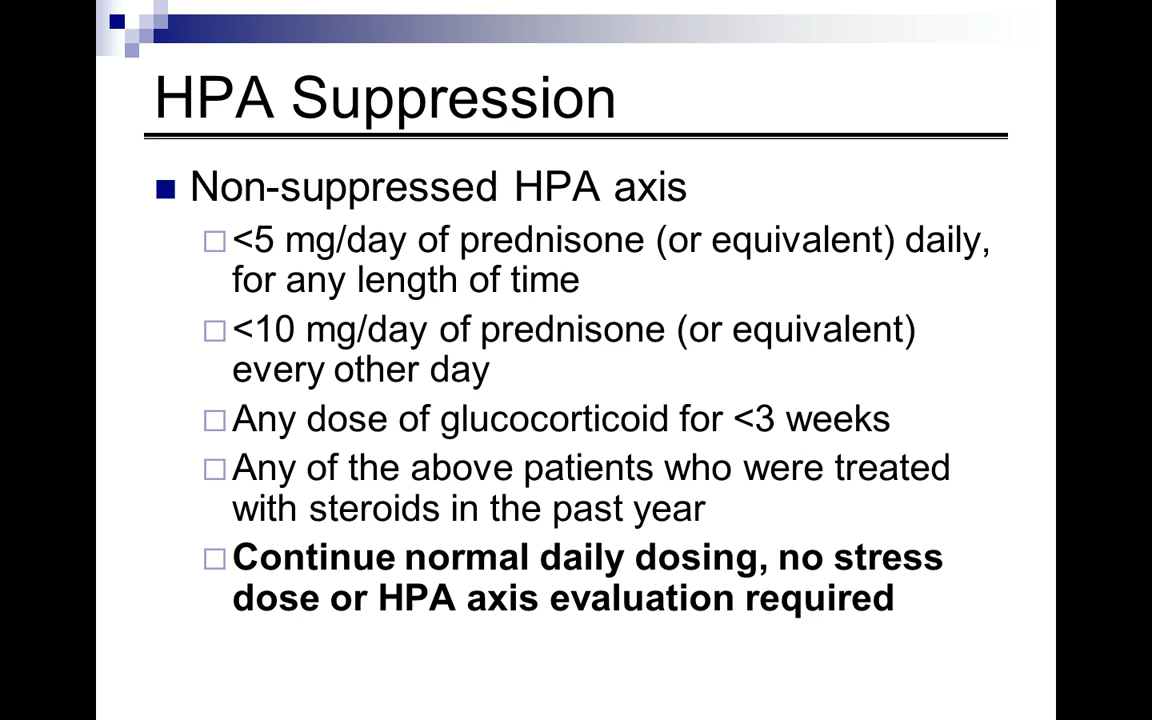 HPA Suppression
Non-suppressed HPA axis
<5 mg/day of prednisone (or equivalent) daily,
for any length of time
<10 mg/day of prednisone (or equivalent)
every other day
Any dose of glucocorticoid for <3 weeks
Any of the above patients who were treated
with steroids in the past year
Continue normal daily dosing, no stress
dose or HPA axis evaluation required